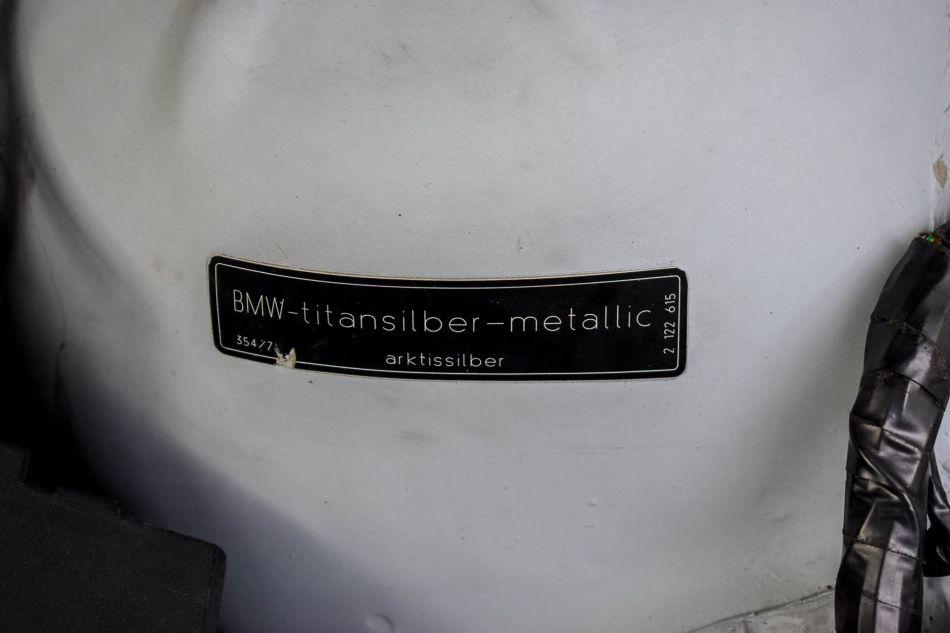 BMW-titansilber-metallic
354/7
arktissilber
2 122 615